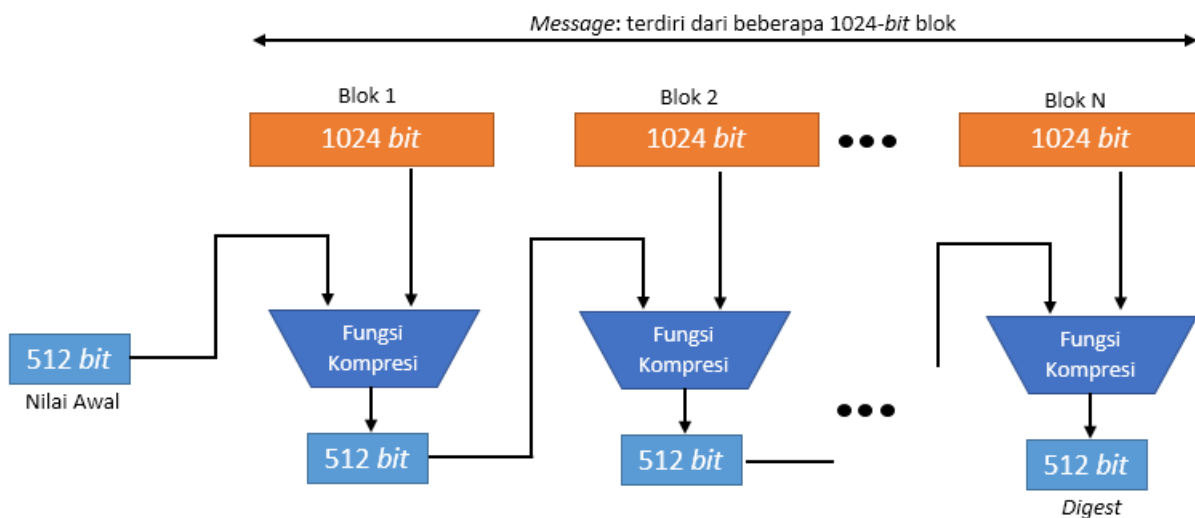 Message: terdiri dari beberapa 1024-bit blok
Blok 1
Blok 2
Blok N
1024 bit
1024 bit
1024 bit
Fungsi
Kompresi
Fungsi
Kompresi
Fungsi
Kompresi
512 bit
Nilai Awal
512 bit
512 bit
512 bit
Digest